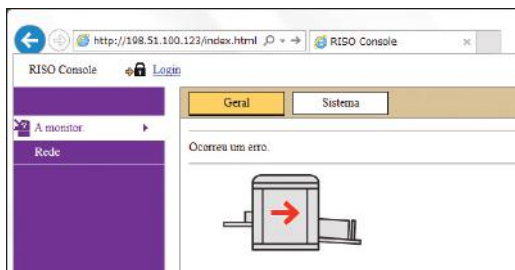 http://198.51.100.123/index.html
RISO Console
RISO Console
Login
Geral
Sistema
A monitor.
Rede
Ocorreu um erro.